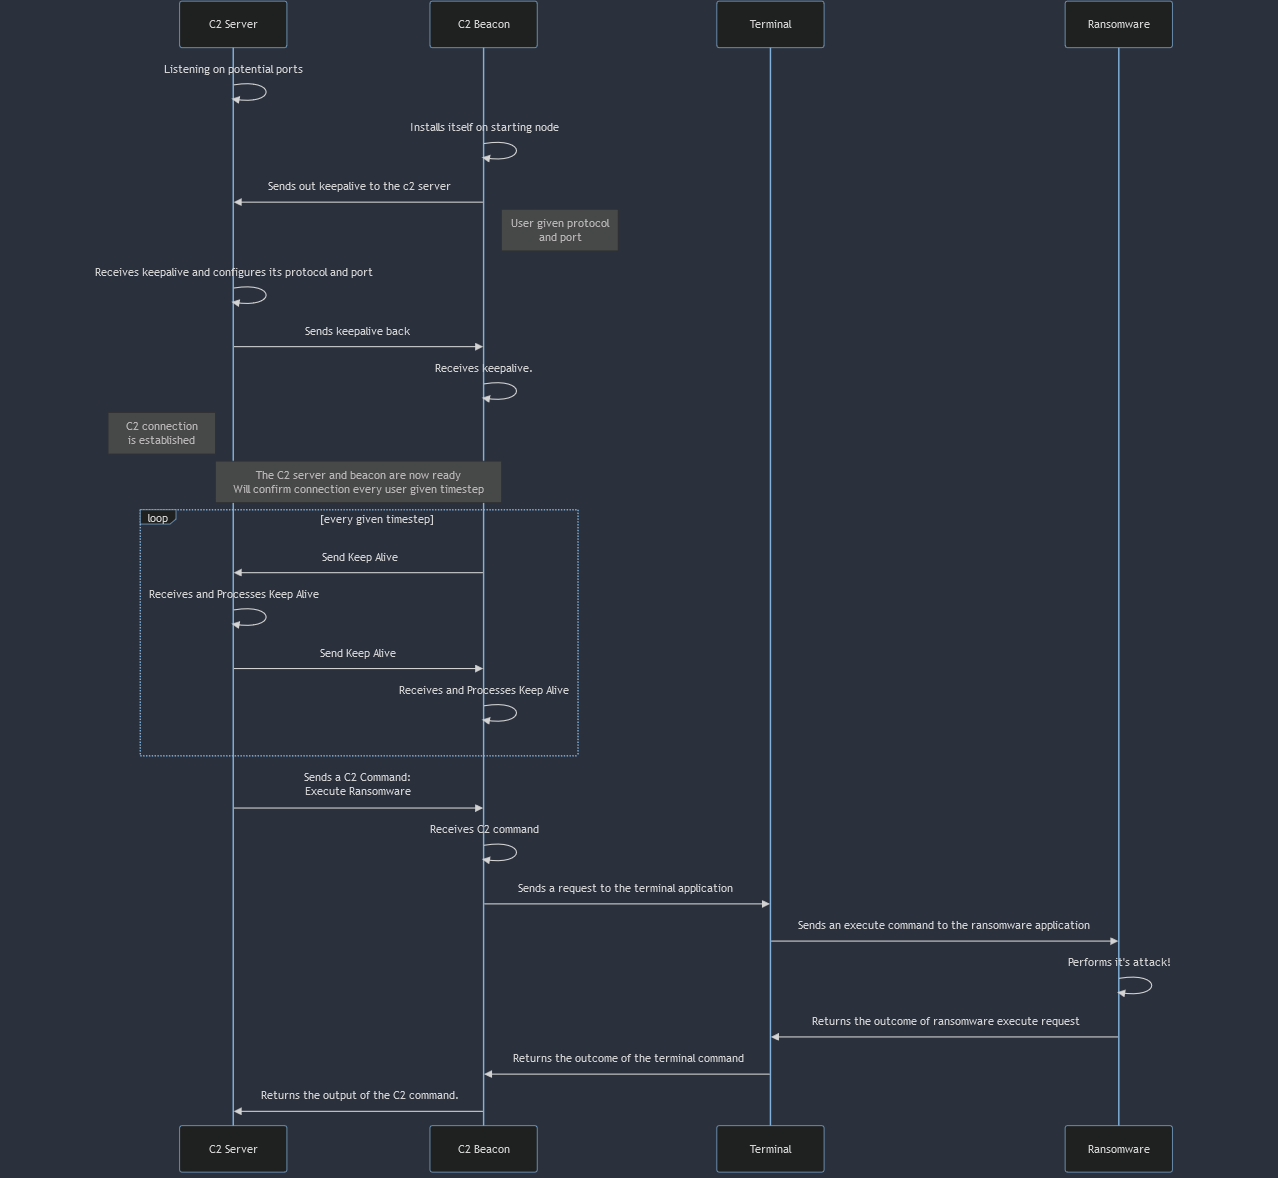 C2 Server
C2 Beacon
Terminal
Ransomware
Listening on potential ports
Installs itself on starting node
Sends out keepalive to the c2 server
User given protocol
and port
Receives keepalive and configures its protocol and port
Sends keepalive back
Receives keepalive.
C2 connection
is established
The C2 server and beacon are now ready
Will confirm connection every user given timestep
loop
[every given timestep]
Send Keep Alive
Receives and Processes Keep Alive
Send Keep Alive
Receives and Processes Keep Alive
Sends a C2 Command:
Execute Ransomware
Receives C2 command
Sends a request to the terminal application
Sends an execute command to the ransomware application
Performs it's attack!
Returns the outcome of ransomware execute request
Returns the outcome of the terminal command
Returns the output of the C2 command.
C2 Server
C2 Beacon
Terminal
Ransomware